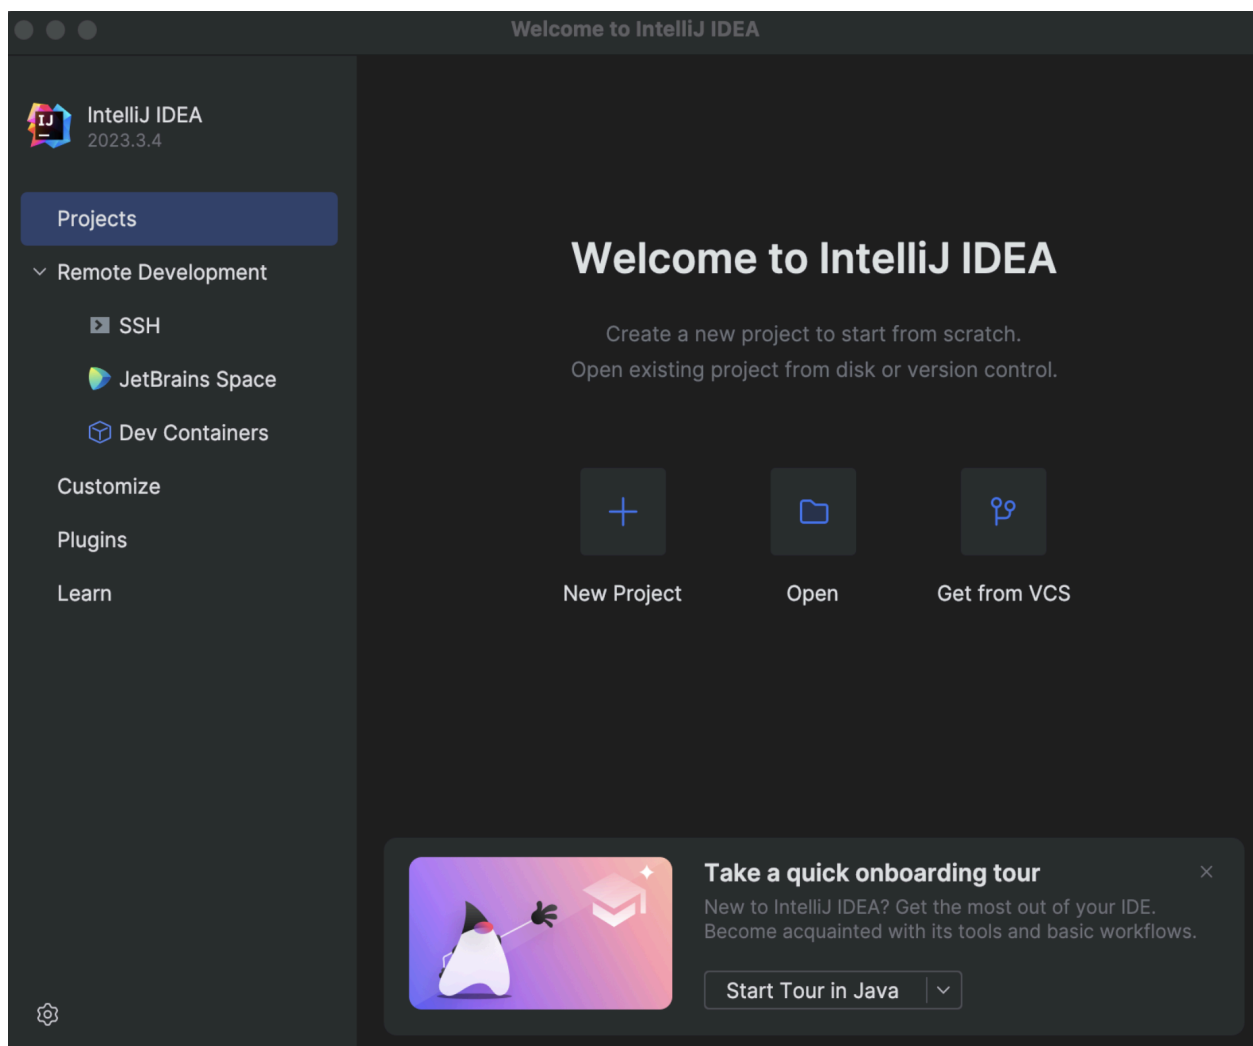 Welcome to IntelliJ IDEA
IJ
IntelliJ IDEA
2023.3.4
Projects
Remote Development
SSH
JetBrains Space
Dev Containers
Customize
Plugins
Learn
Welcome to IntelliJ IDEA
Create a new project to start from scratch.
Open existing project from disk or version control.
New Project
Open
Get from VCS
Take a quick onboarding tour
New to IntelliJ IDEA? Get the most out of your IDE.
Become acquainted with its tools and basic workflows.
Start Tour in Java